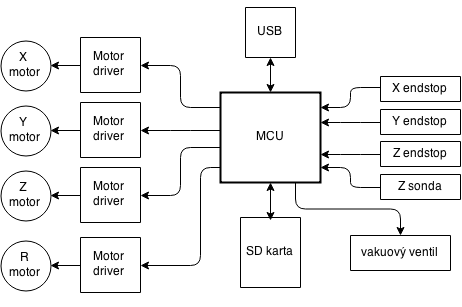 USB
X
motor
Motor
driver
X endstop
Y
motor
Motor
driver
MCU
Y endstop
Z endstop
Z
motor
Motor
driver
Z sonda
R
motor
Motor
driver
SD karta
vakuový ventil